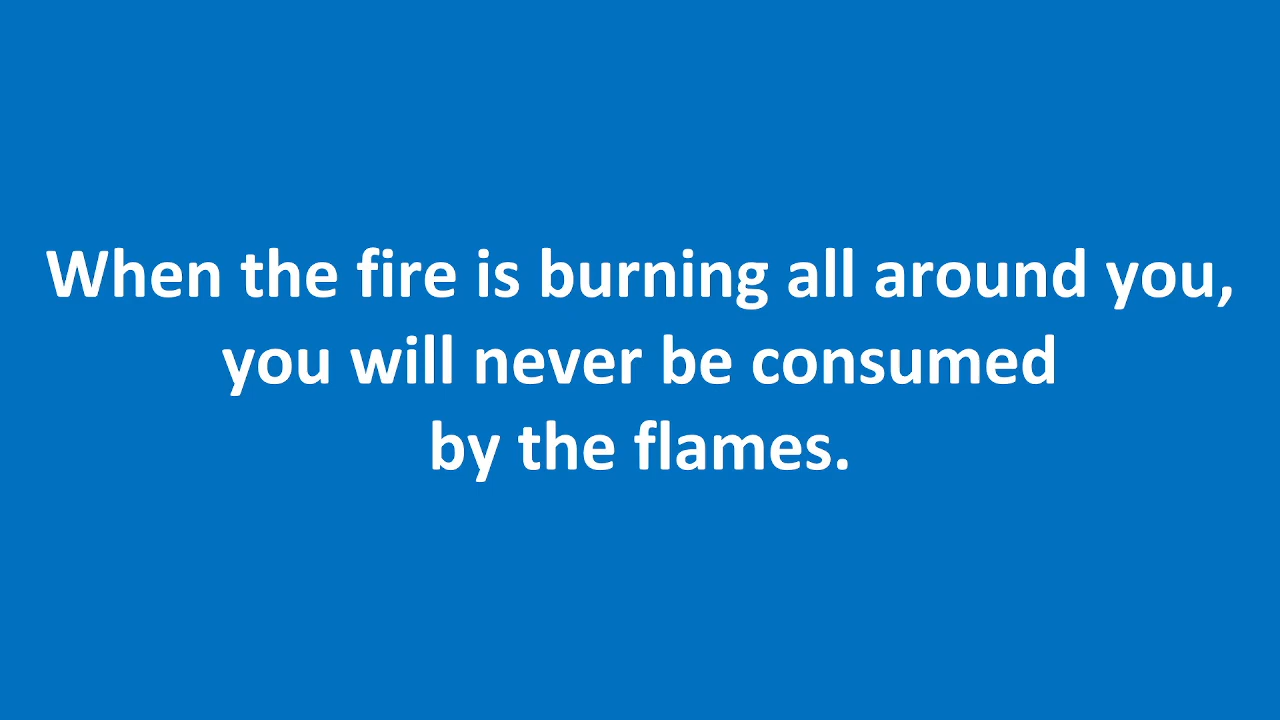 When the fire is burning all around you,
you will never be consumed
by the flames.